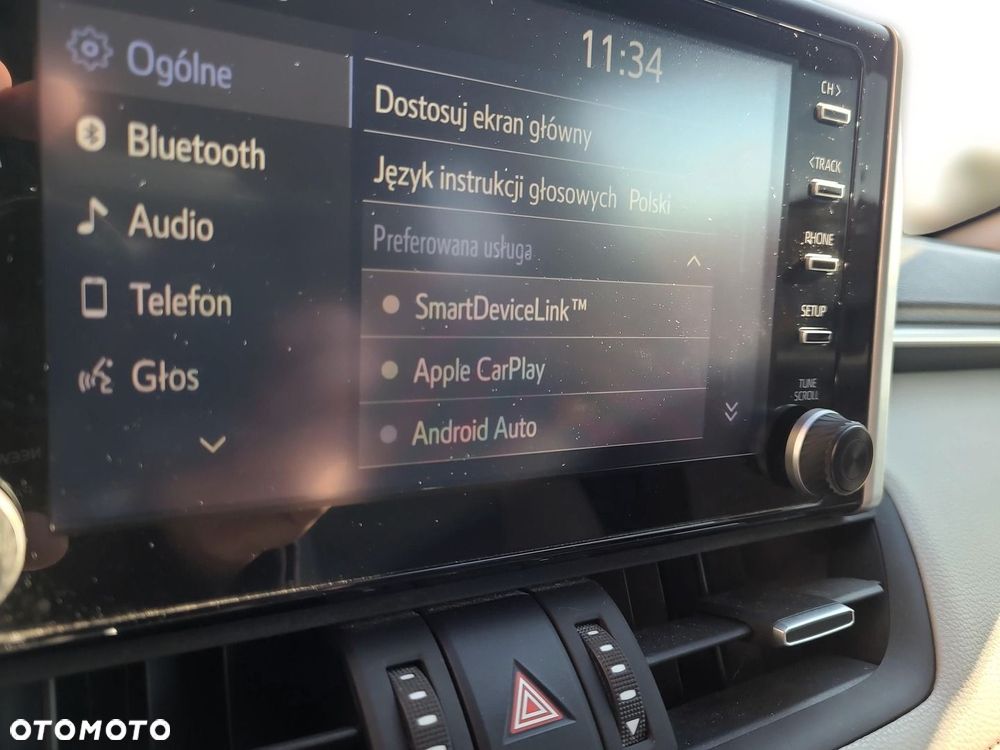 11:34
Ogólne
Bluetooth
Audio
Telefon
Głos
Dostosuj ekran główny
Język instrukcji głosowych Polski
Preferowana usługa
SmartDeviceLink™
Apple CarPlay
Android Auto
CH >
< TRACK
PHONE
SETUP
TUNE
SCROLL
OTOMOTO